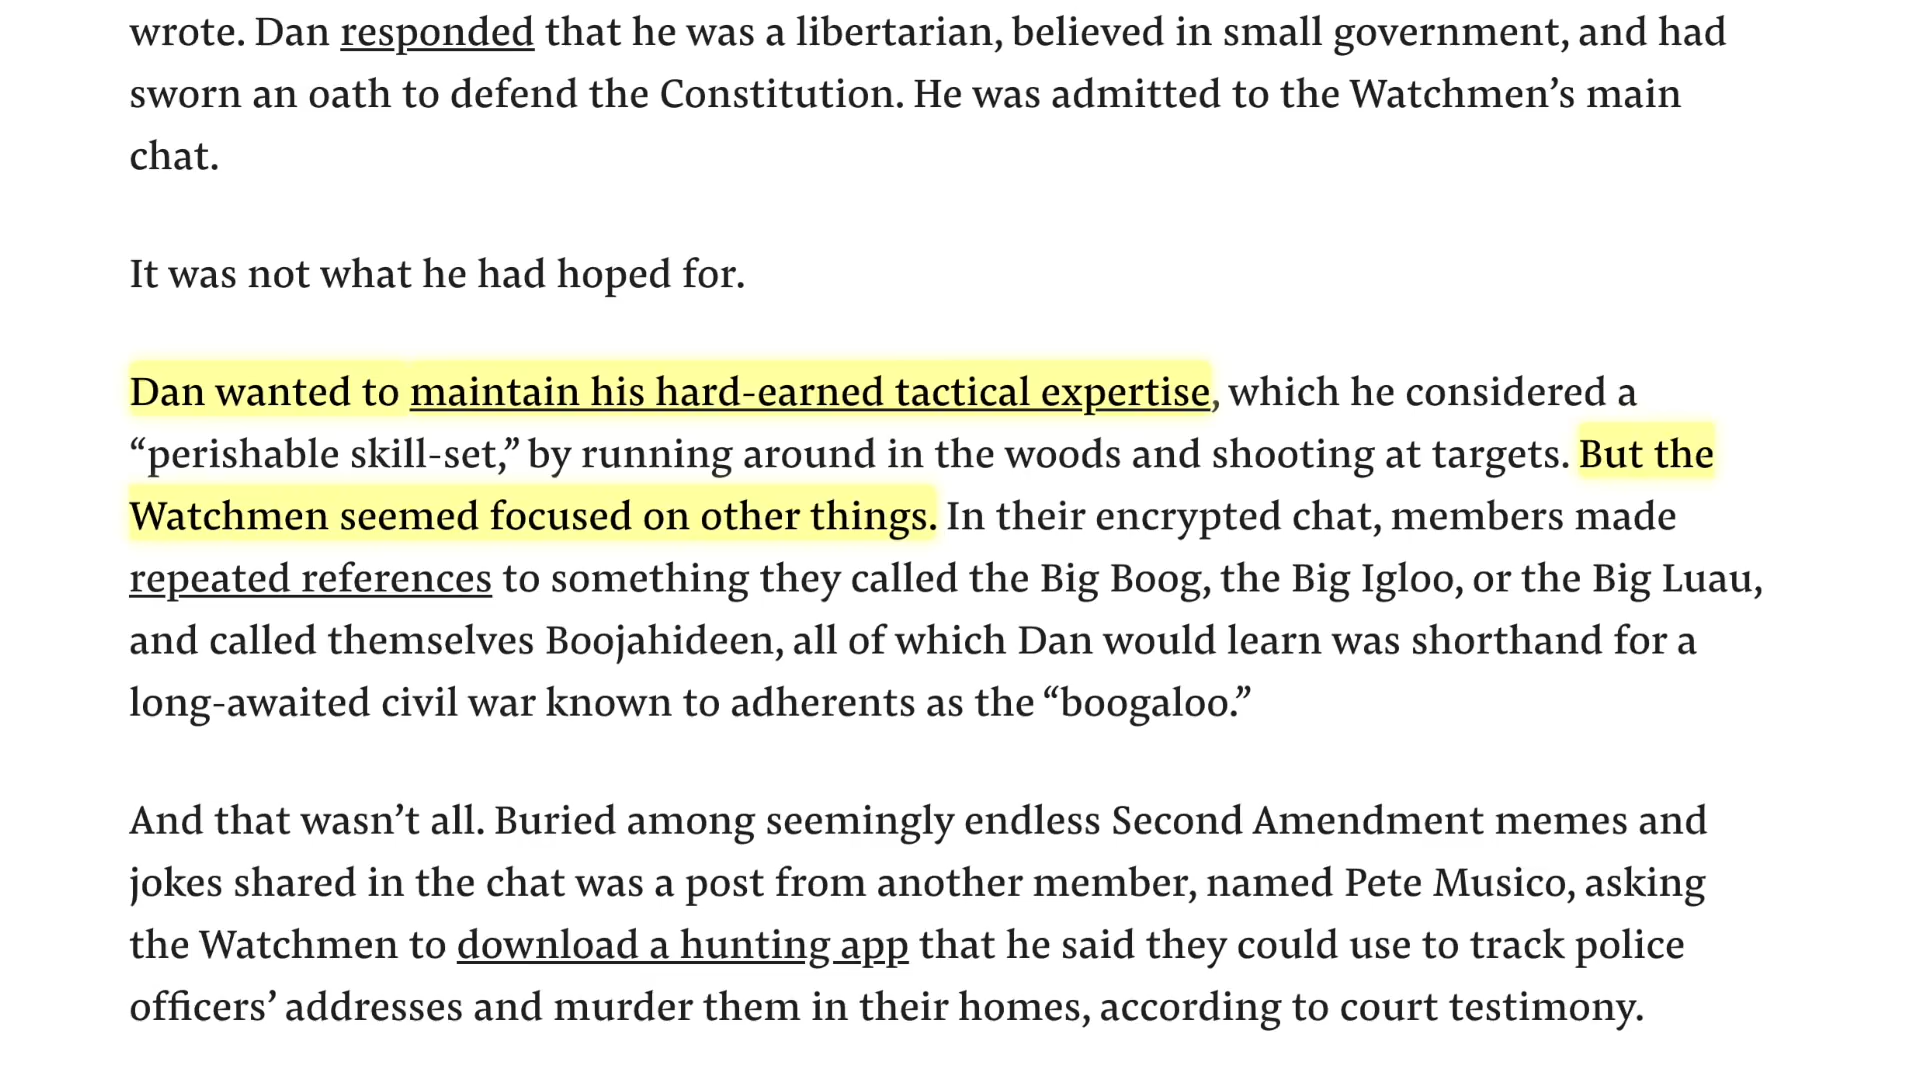 wrote. Dan responded that he was a libertarian, believed in small government, and had
sworn an oath to defend the Constitution. He was admitted to the Watchmen’s main
chat.
It was not what he had hoped for.
Dan wanted to maintain his hard-earned tactical expertise, which he considered a
“perishable skill-set,” by running around in the woods and shooting at targets. But the
Watchmen seemed focused on other things. In their encrypted chat, members made
repeated references to something they called the Big Boog, the Big Igloo, or the Big Luau,
and called themselves Boojahideen, all of which Dan would learn was shorthand for a
long-awaited civil war known to adherents as the “boogaloo.”
And that wasn’t all. Buried among seemingly endless Second Amendment memes and
jokes shared in the chat was a post from another member, named Pete Musico, asking
the Watchmen to download a hunting app that he said they could use to track police
officers’ addresses and murder them in their homes, according to court testimony.